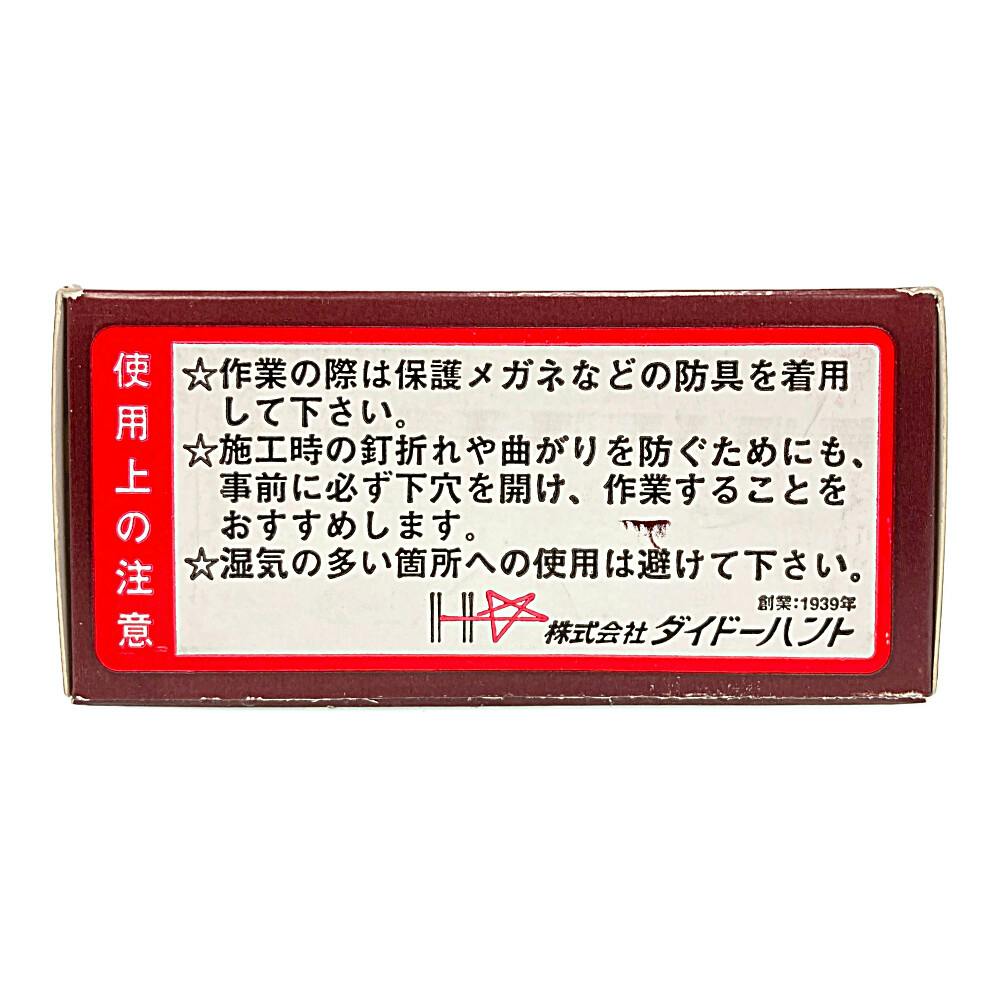 使用上の注意
☆作業の際は保護メガネなどの防具を着用
して下さい。
☆施工時の釘折れや曲がりを防ぐためにも、
事前に必ず下穴を開け、作業することを
おすすめします。
☆湿気の多い箇所への使用は避けて下さい。
創業:1939年
H☆ 株式会社ダイドーハント